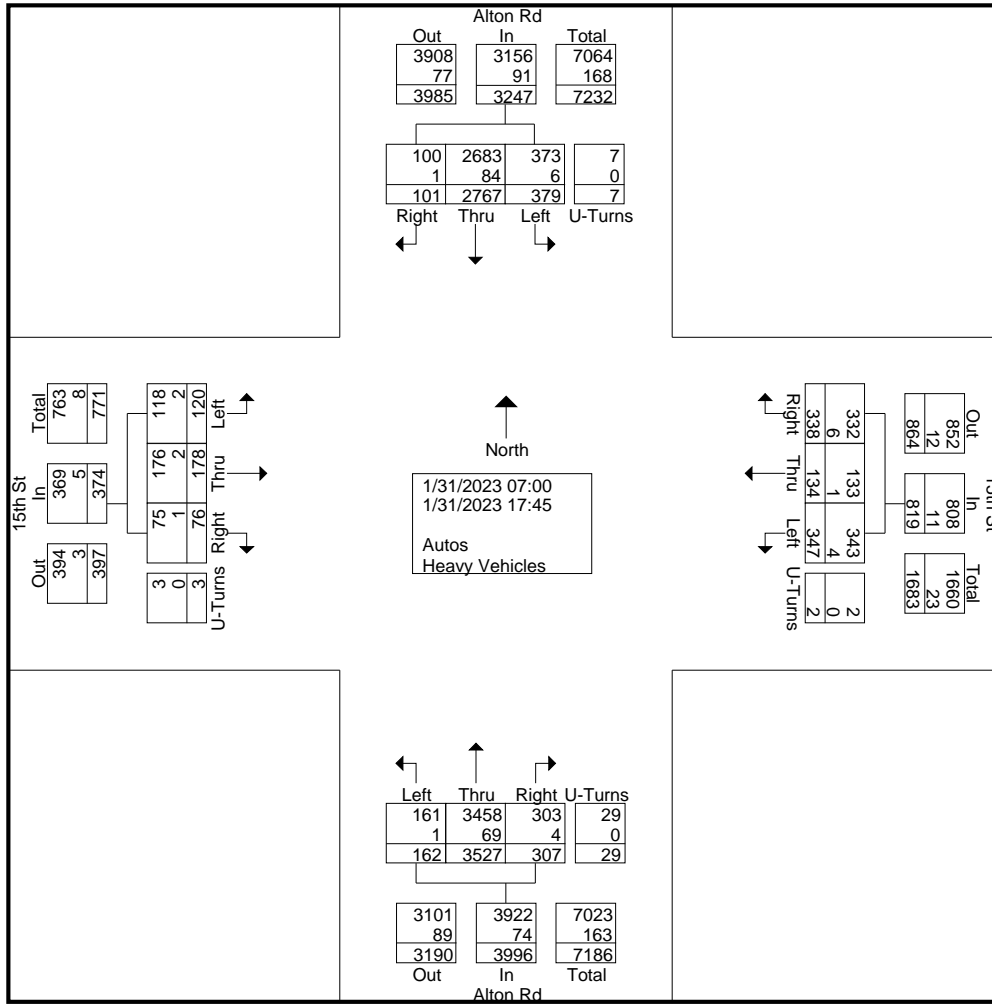 Alton Rd
Out In Total
3908 3156 7064
77 91 168
3985 3247 7232
100 2683 373 7
1 84 6 0
101 2767 379 7
Right Thru Left U-Turns
15th St
Total In Out
763 8 771
369 5 374
394 3 397
118 2 120 Left
176 2 178 Thru
75 1 76 Right
3 0 3 U-Turns
North
1/31/2023 07:00
1/31/2023 17:45
Autos
Heavy Vehicles
Right 338 6 332
Thru 134 1 133
Left 347 4 343
U-Turns 2 0 2
Out 852 12 864
In 808 11 819
Total 1660 23 1683
St
Left Thru Right U-Turns
161 3458 303 29
1 69 4 0
162 3527 307 29
3101 3922 7023
89 74 163
3190 3996 7186
Out In Total
Alton Rd